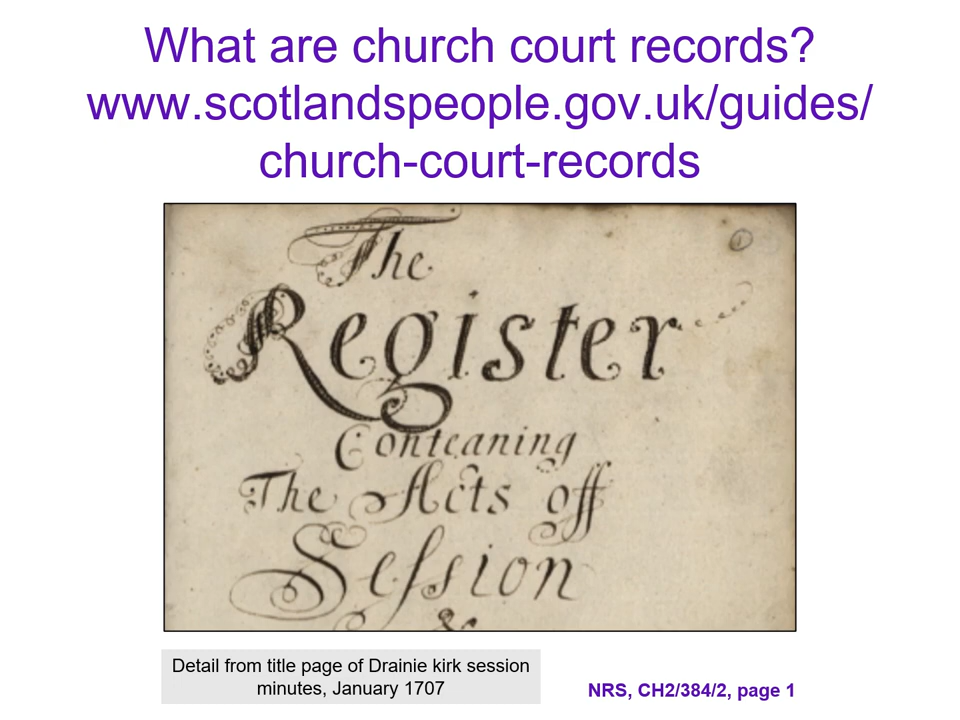 What are church court records?
www.scotlandspeople.gov.uk/guides/
church-court-records
The
1
Register
Conteaning
The Acts off
Seſsion
&
Detail from title page of Drainie kirk session
minutes, January 1707
NRS, CH2/384/2, page 1